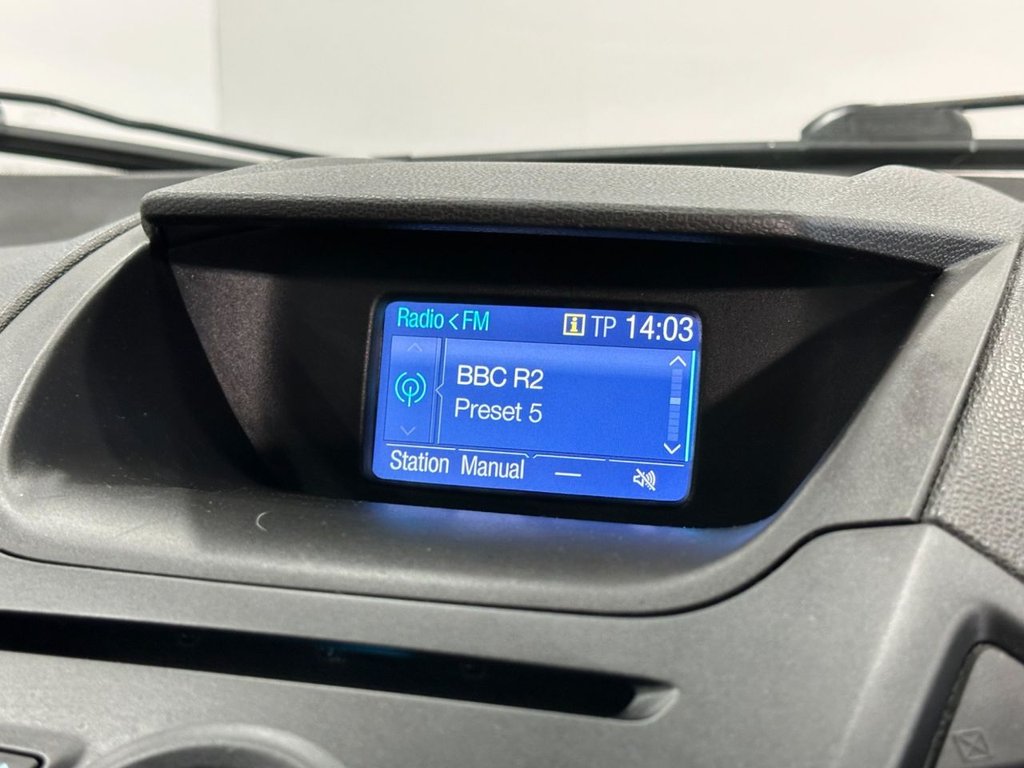 Radio < FM i TP 14:03
BBC R2
Preset 5
Station Manual —